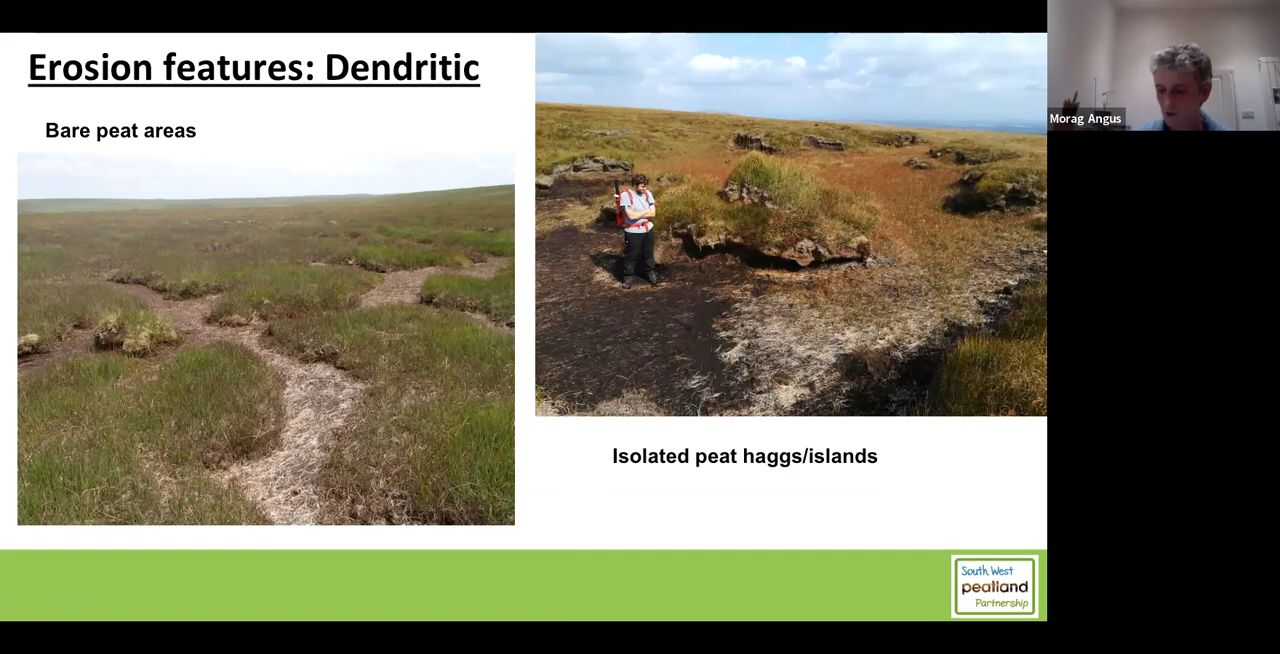 Erosion features: Dendritic
Bare peat areas
Isolated peat haggs/islands
Morag Angus
South West
peatland
Partnership